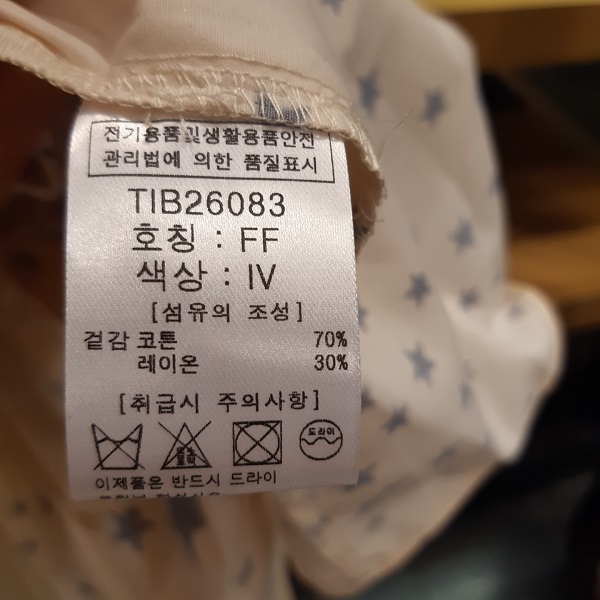 전기용품및생활용품안전
관리법에 의한 품질표시
TIB26083
호칭 : FF
색상 : IV
[섬유의 조성]
겉감 코튼 70%
레이온 30%
[취급시 주의사항]
드라이
이제품은 반드시 드라이